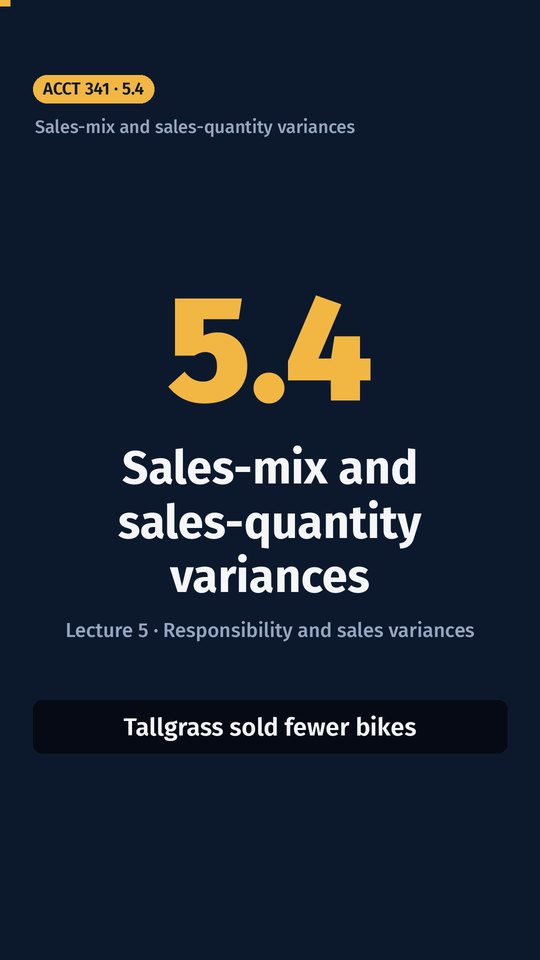 ACCT 341 · 5.4
Sales-mix and sales-quantity variances
5.4
Sales-mix and
sales-quantity
variances
Lecture 5 · Responsibility and sales variances
Tallgrass sold fewer bikes